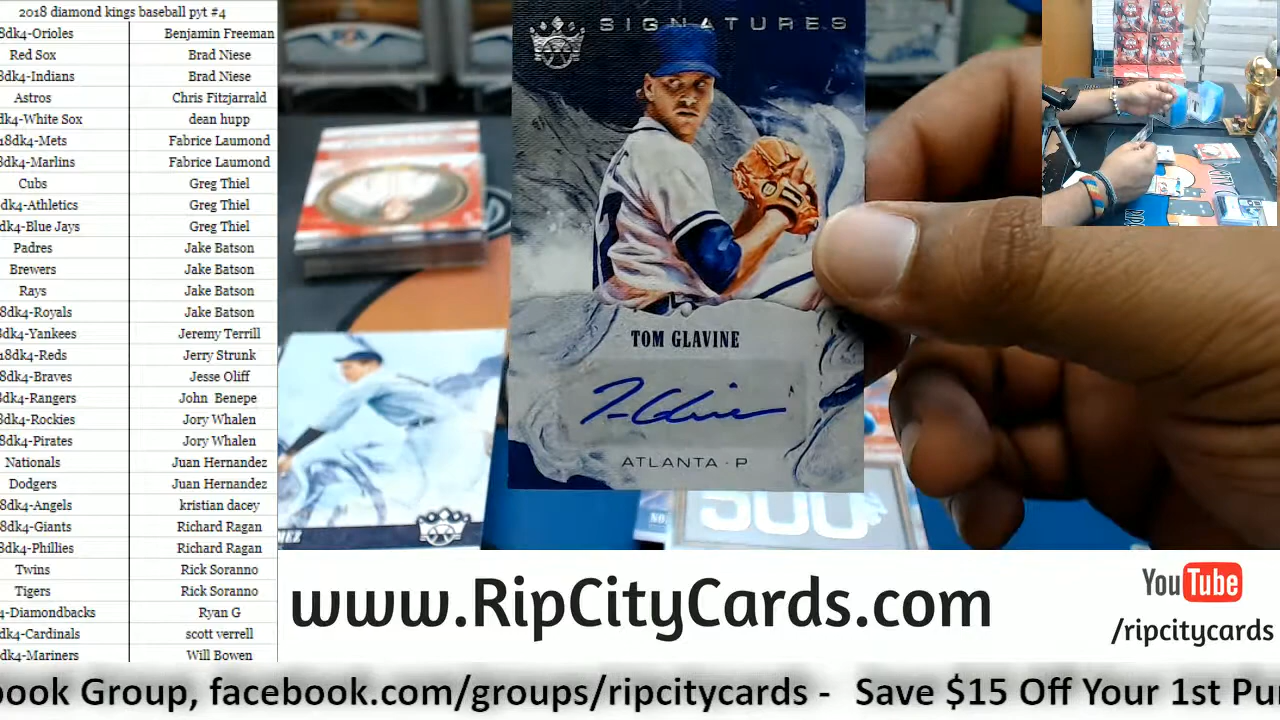 2018 diamond kings baseball pyt #4
8dk4-Orioles Benjamin Freeman
Red Sox Brad Niese
8dk4-Indians Brad Niese
Astros Chris Fitzjarrald
dk4-White Sox dean hupp
18dk4-Mets Fabrice Laumond
8dk4-Marlins Fabrice Laumond
Cubs Greg Thiel
dk4-Athletics Greg Thiel
dk4-Blue Jays Greg Thiel
Padres Jake Batson
Brewers Jake Batson
Rays Jake Batson
8dk4-Royals Jake Batson
8dk4-Yankees Jeremy Terrill
18dk4-Reds Jerry Strunk
8dk4-Braves Jesse Oliff
8dk4-Rangers John Benepe
8dk4-Rockies Jory Whalen
8dk4-Pirates Jory Whalen
Nationals Juan Hernandez
Dodgers Juan Hernandez
8dk4-Angels kristian dacey
8dk4-Giants Richard Ragan
8dk4-Phillies Richard Ragan
Twins Rick Soranno
Tigers Rick Soranno
4-Diamondbacks Ryan G
dk4-Cardinals scott verrell
dk4-Mariners Will Bowen
SIGNATURES
TOM GLAVINE
ATLANTA · P
500
www.RipCityCards.com
YouTube
/ripcitycards
book Group, facebook.com/groups/ripcitycards - Save $15 Off Your 1st Pu